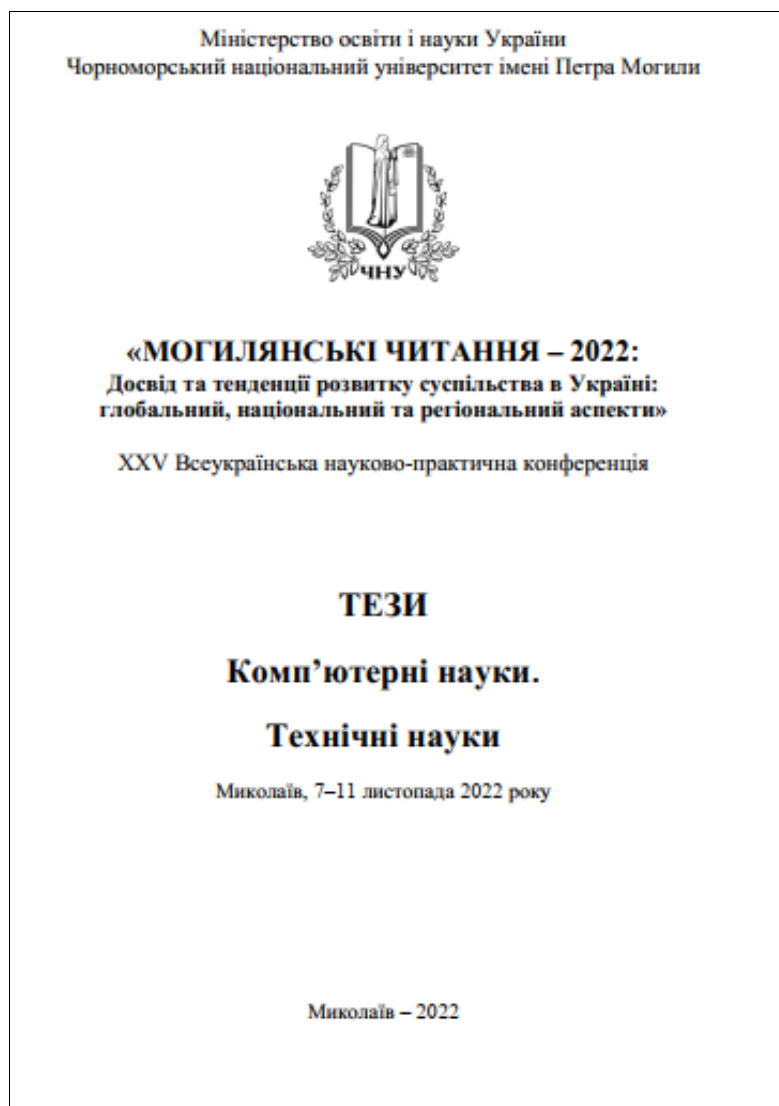 Міністерство освіти і науки України
Чорноморський національний університет імені Петра Могили
ЧНУ
«МОГИЛЯНСЬКІ ЧИТАННЯ – 2022:
Досвід та тенденції розвитку суспільства в Україні:
глобальний, національний та регіональний аспекти»
XXV Всеукраїнська науково-практична конференція
ТЕЗИ
Комп’ютерні науки.
Технічні науки
Миколаїв, 7–11 листопада 2022 року
Миколаїв – 2022